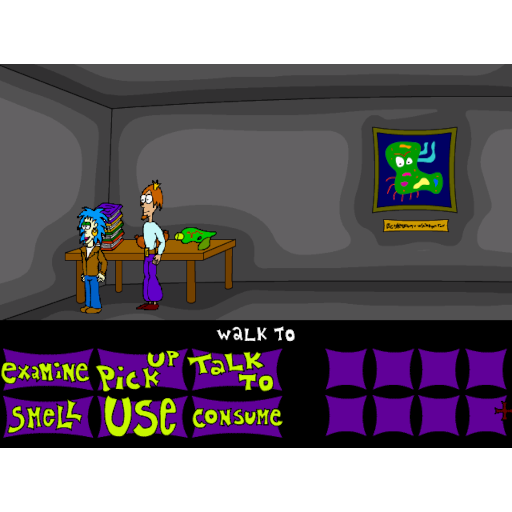 WALK TO
EXAMINE
PICK UP
TALK TO
SMELL
USE
CONSUME